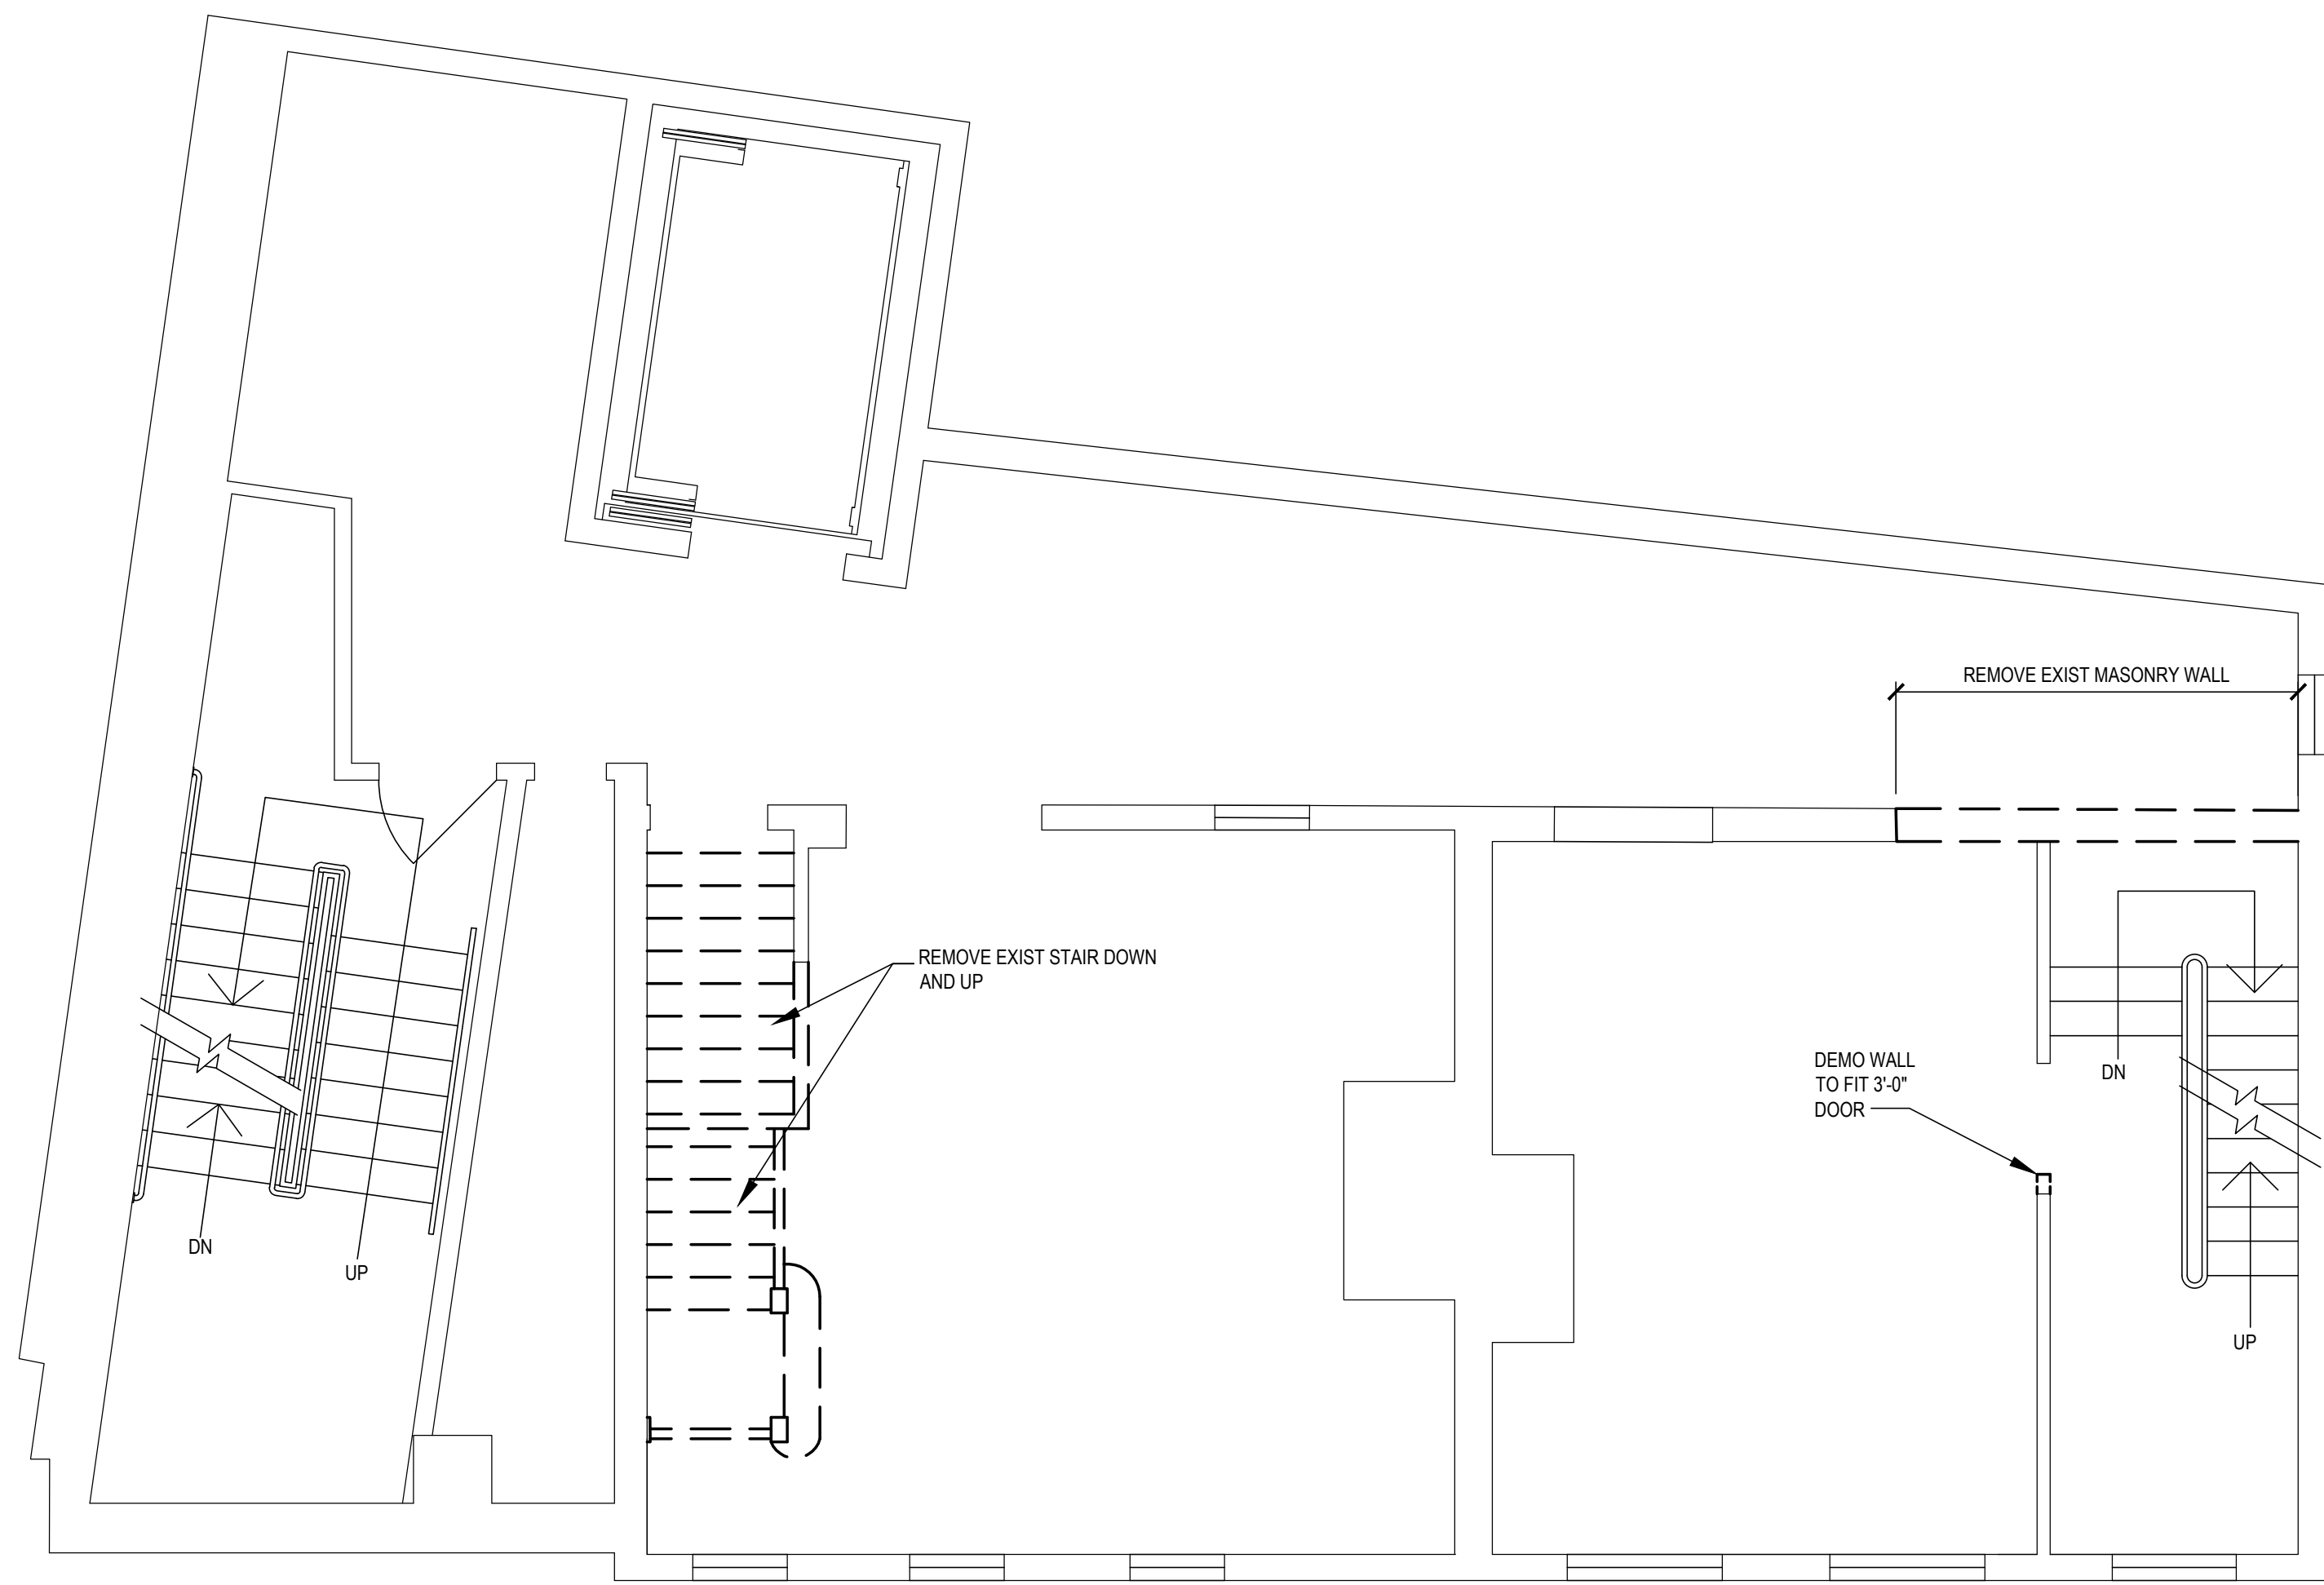 REMOVE EXIST MASONRY WALL
REMOVE EXIST STAIR DOWN
AND UP
DEMO WALL
TO FIT 3'-0"
DOOR
DN
DN
UP
UP